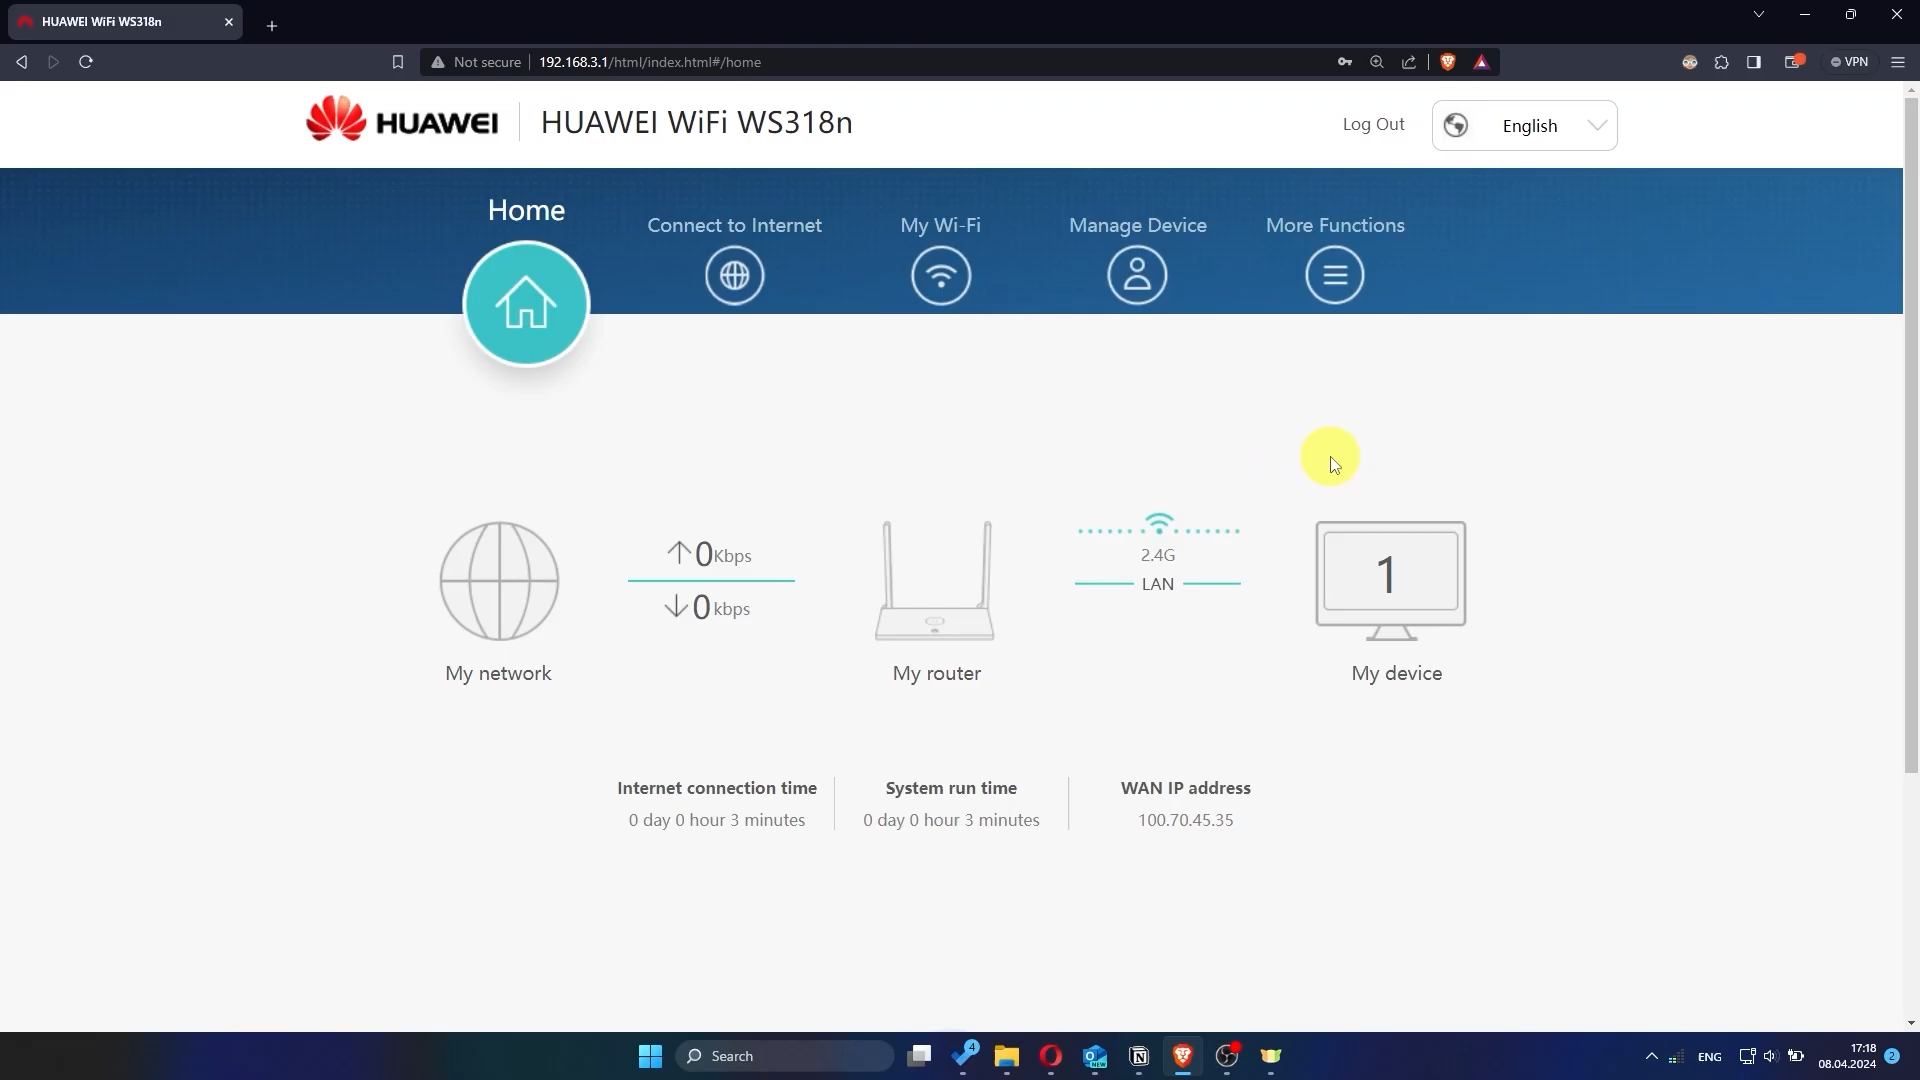 HUAWEI WiFi WS318n
Not secure
192.168.3.1/html/index.html#/home
VPN
HUAWEI
HUAWEI WiFi WS318n
Log Out
English
Home
Connect to Internet
My Wi-Fi
Manage Device
More Functions
0Kbps
0kbps
2.4G
LAN
1
My network
My router
My device
Internet connection time
0 day 0 hour 3 minutes
System run time
0 day 0 hour 3 minutes
WAN IP address
100.70.45.35
Search
4
NEW
ENG
17:18
08.04.2024
2